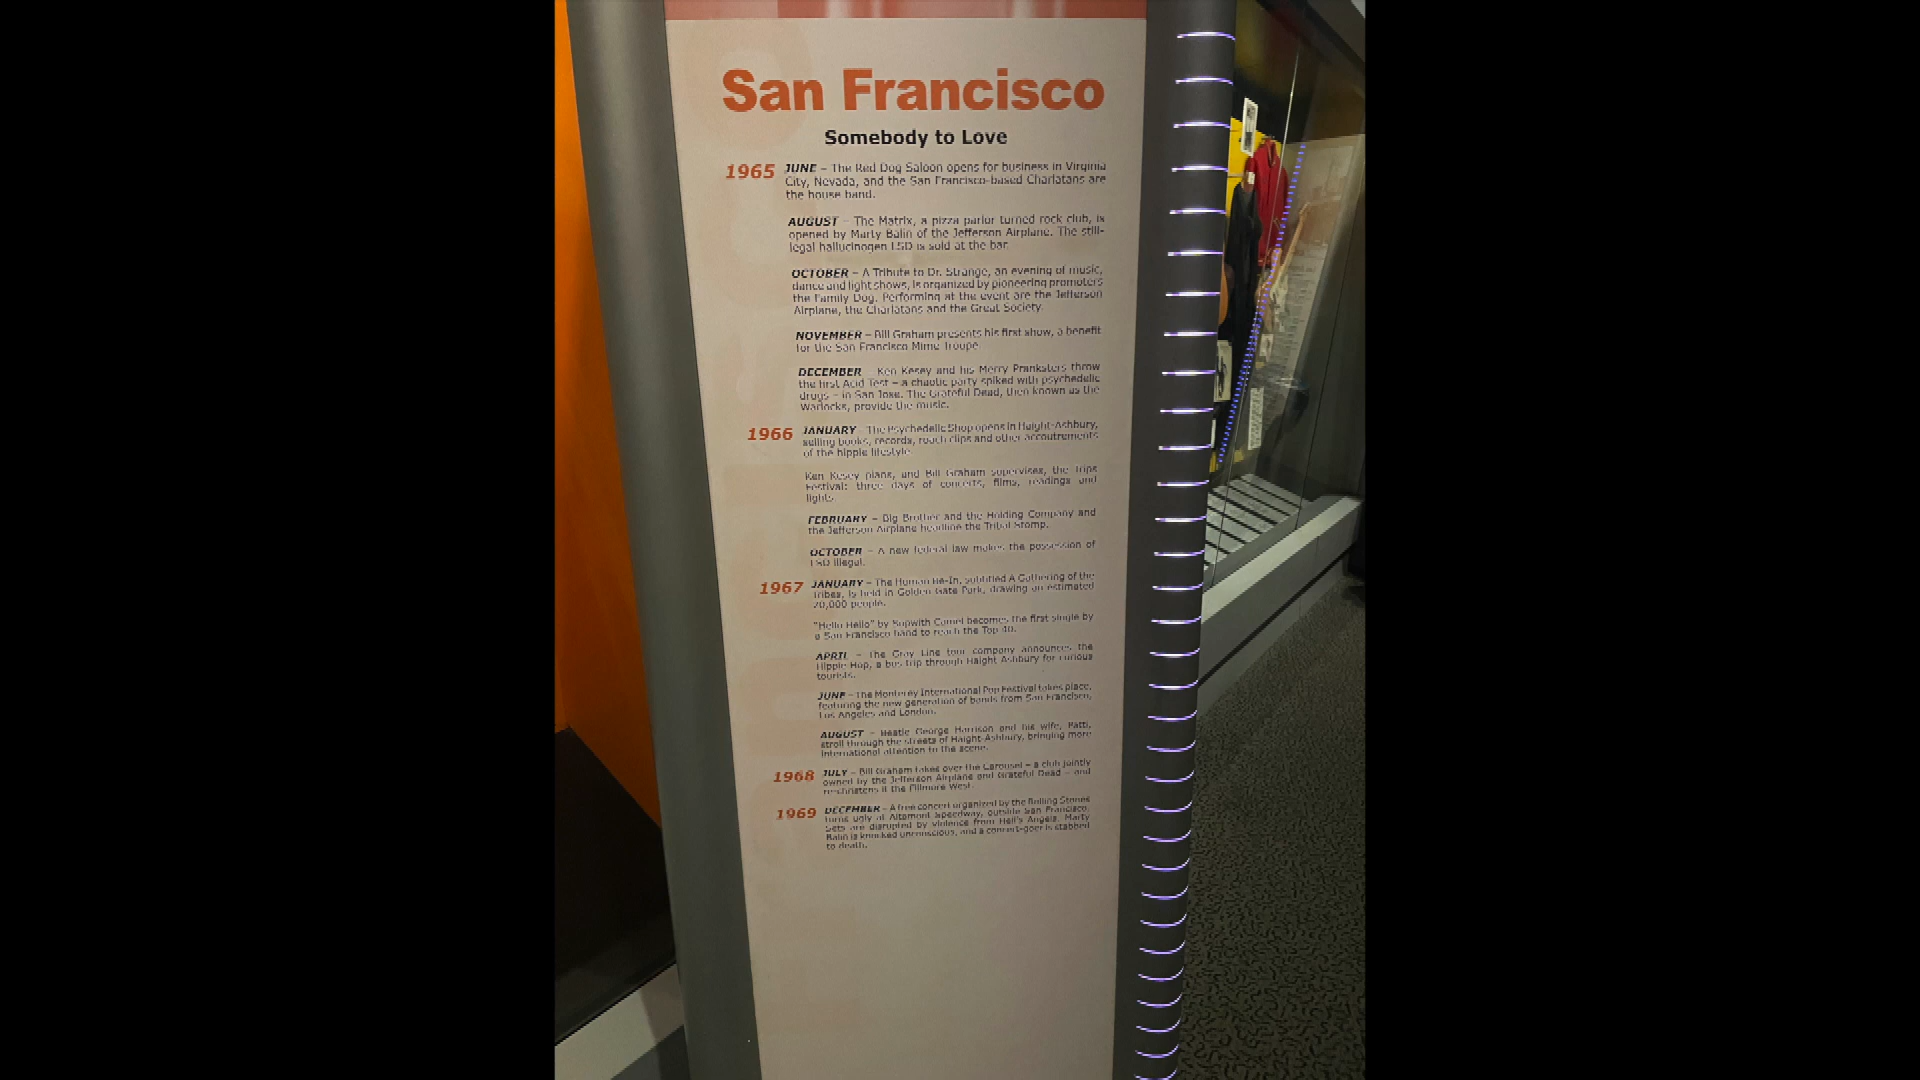 San Francisco
Somebody to Love
1965 JUNE – The Red Dog Saloon opens for business in Virginia
City, Nevada, and the San Francisco-based Charlatans are
the house band.
AUGUST – The Matrix, a pizza parlor turned rock club, is
opened by Marty Balin of the Jefferson Airplane. The still-
legal hallucinogen LSD is sold at the bar.
OCTOBER – A Tribute to Dr. Strange, an evening of music,
dance and light shows, is organized by pioneering promoters
the Family Dog. Performing at the event are the Jefferson
Airplane, the Charlatans and the Great Society.
NOVEMBER – Bill Graham presents his first show, a benefit
for the San Francisco Mime Troupe.
DECEMBER – Ken Kesey and his Merry Pranksters throw
the first Acid Test – a chaotic party spiked with psychedelic
drugs – in San Jose. The Grateful Dead, then known as the
Warlocks, provide the music.
1966 JANUARY – The Psychedelic Shop opens in Haight-Ashbury,
selling books, records, roach clips and other accoutrements
of the hippie lifestyle.
Ken Kesey plans, and Bill Graham supervises, the Trips
Festival: three days of concerts, films, readings and
lights.
FEBRUARY – Big Brother and the Holding Company and
the Jefferson Airplane headline the Tribal Stomp.
OCTOBER – A new federal law makes the possession of
LSD illegal.
1967 JANUARY – The Human Be-In, subtitled A Gathering of the
Tribes, is held in Golden Gate Park, drawing an estimated
20,000 people.
"Hello Hello" by Sopwith Camel becomes the first single by
a San Francisco band to reach the Top 40.
APRIL – The Gray Line tour company announces the
Hippie Hop, a bus trip through Haight Ashbury for curious
tourists.
JUNE – The Monterey International Pop Festival takes place,
featuring the new generation of bands from San Francisco,
Los Angeles and London.
AUGUST – Beatle George Harrison and his wife, Patti,
stroll through the streets of Haight-Ashbury, bringing more
international attention to the scene.
1968 JULY – Bill Graham takes over the Carousel – a club jointly
owned by the Jefferson Airplane and Grateful Dead – and
re-christens it the Fillmore West.
1969 DECEMBER – A free concert organized by the Rolling Stones
turns ugly at Altamont Speedway, outside San Francisco.
Sets are disrupted by violence from Hell's Angels. Marty
Balin is knocked unconscious, and a concert-goer is stabbed
to death.